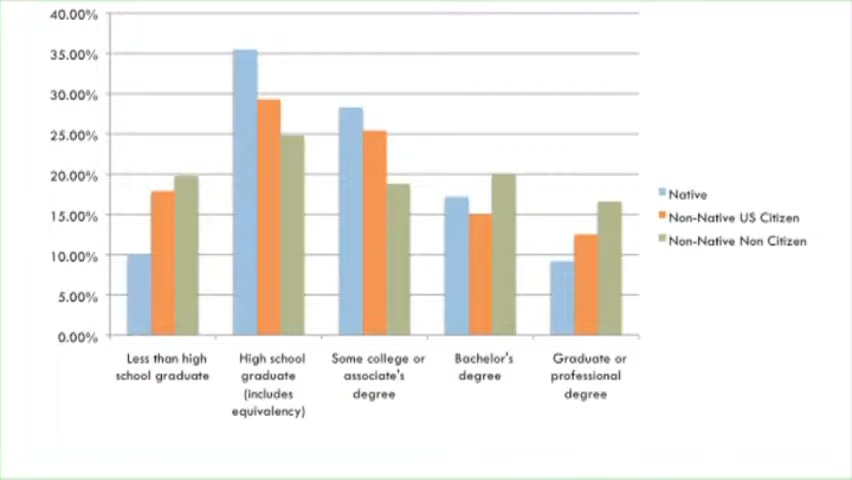 40.00%
35.00%
30.00%
25.00%
20.00%
15.00%
10.00%
5.00%
0.00%
Less than high
school graduate
High school
graduate
(includes
equivalency)
Some college or
associate's
degree
Bachelor's
degree
Graduate or
professional
degree
Native
Non-Native US Citizen
Non-Native Non Citizen